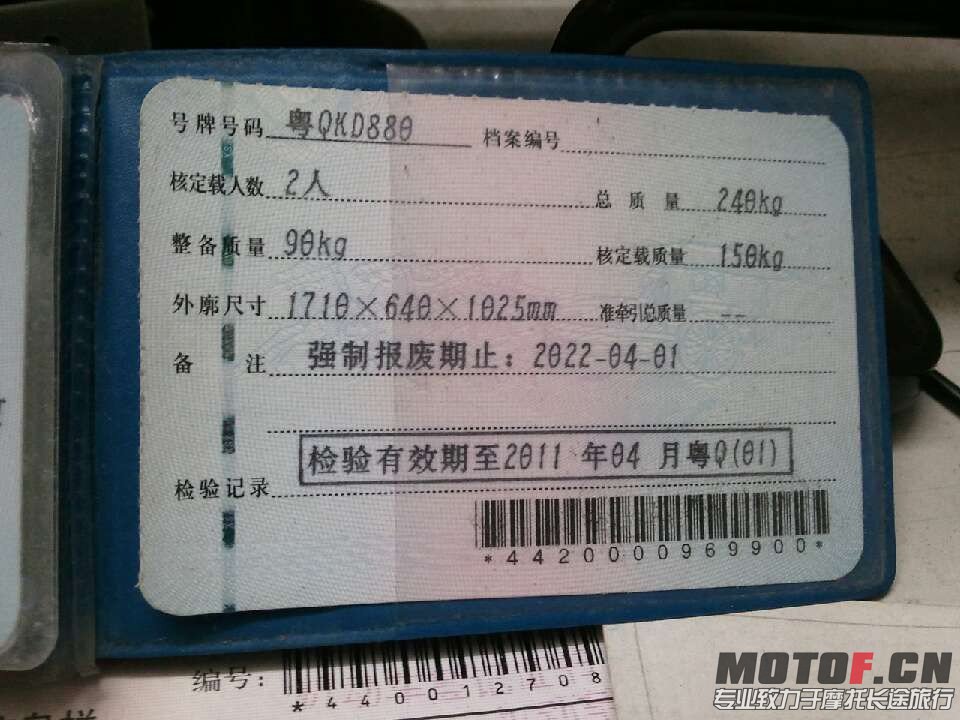 号牌号码 粤QKD880 档案编号
核定载人数 2人 总质量 240kg
整备质量 90kg 核定载质量 150kg
外廓尺寸 1710×640×1025mm 准牵引总质量 --
备注 强制报废期止：2022-04-01
检验记录 检验有效期至2011年04月粤Q(01)
*4420000969900*
编号：
*440012708
MOTOF.CN
专业致力于摩托长途旅行